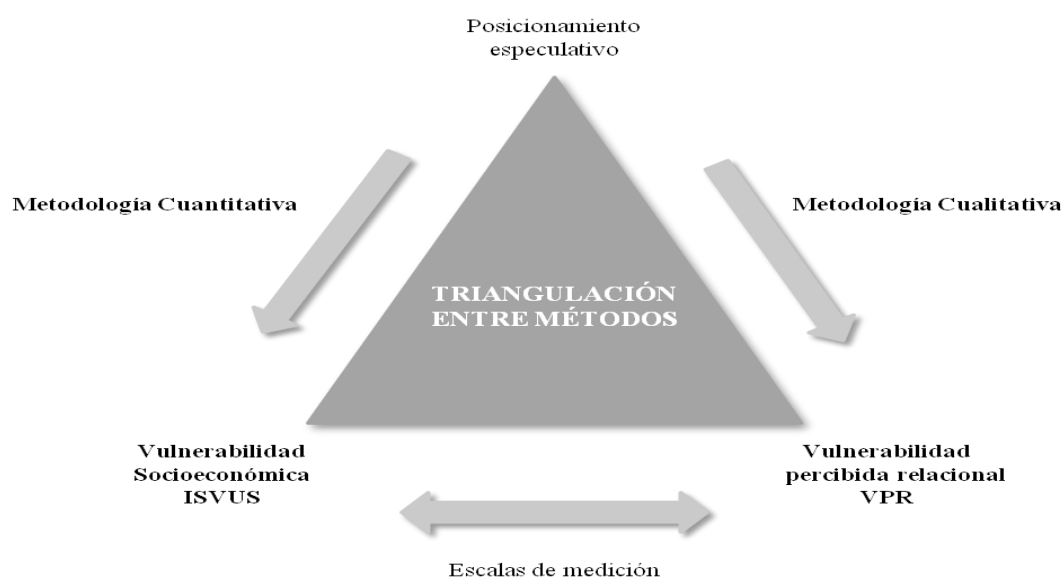 Posicionamiento
especulativo
Metodología Cuantitativa
Metodología Cualitativa
TRIANGULACIÓN
ENTRE MÉTODOS
Vulnerabilidad
Socioeconómica
ISVUS
Vulnerabilidad
percibida relacional
VPR
Escalas de medición